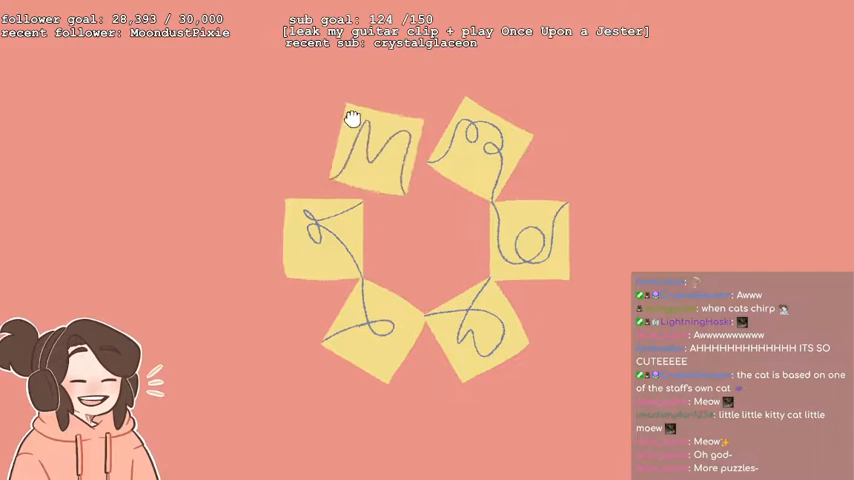 follower goal: 28,393 / 30,000
recent follower: MoondustPixie
sub goal: 124 /150
[leak my guitar clip + play Once Upon a Jester]
recent sub: crystalglaceon
: Awww
: when cats chirp
LightningHoski:
: Awwwwwwwwww
: AHHHHHHHHHHHHH ITS SO
CUTEEEEE
: the cat is based on one
of the staff's own cat
: Meow
: little little kitty cat little
moew
: Meow
: Oh god-
: More puzzles-